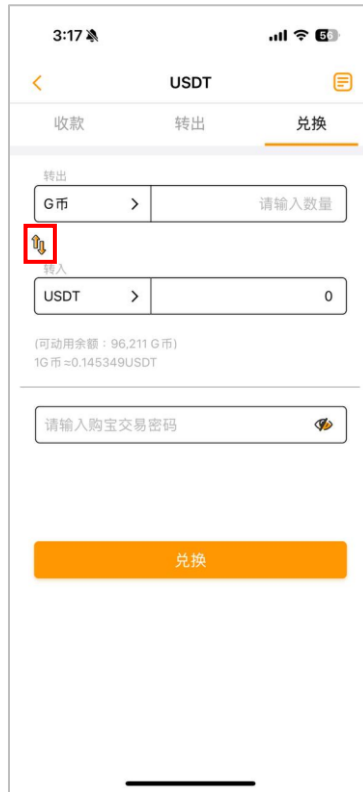 3:17
56
USDT
收款 转出 兑换
转出
G币 请输入数量
转入
USDT 0
(可动用余额：96,211 G币)
1G币≈0.145349USDT
请输入购宝交易密码
兑换